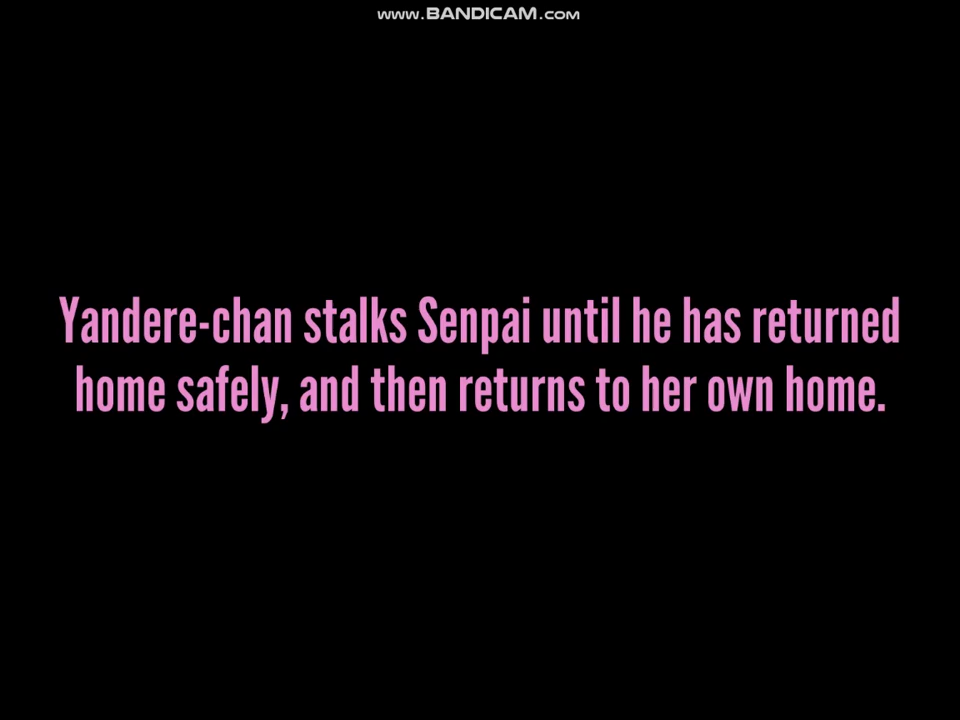 www.BANDICAM.com
Yandere-chan stalks Senpai until he has returned
home safely, and then returns to her own home.